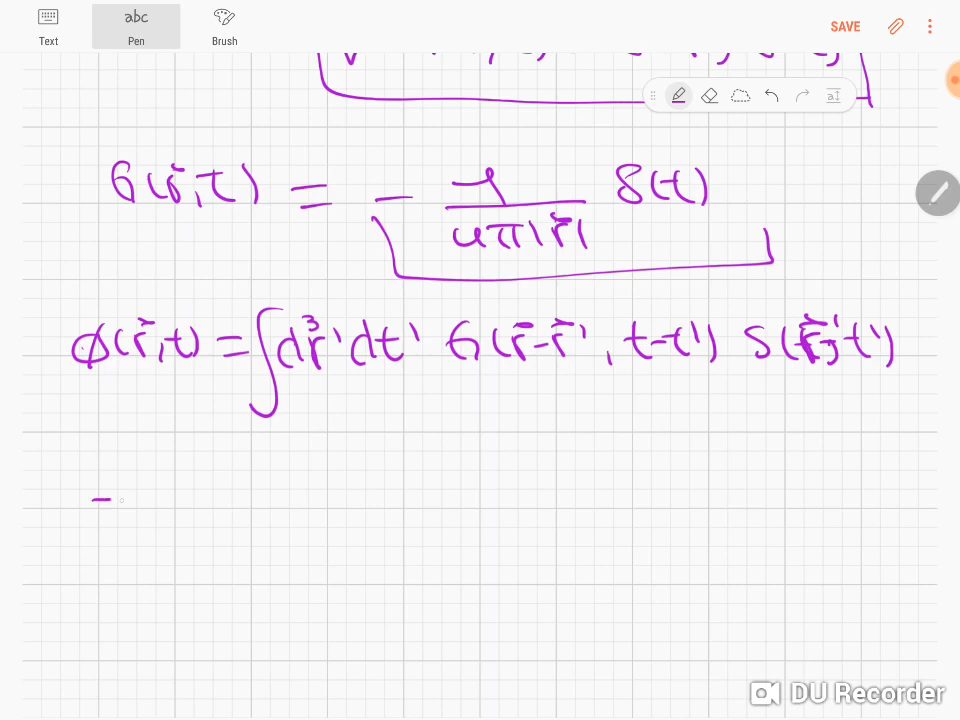 Text
abc
Pen
Brush
SAVE
G(r̄,t) = - 1/(4π|r̄|) δ(t)
ϕ(r̄,t) = ∫d³r̄' dt' G(r̄-r̄', t-t') S(r̄',t')
-
DU Recorder